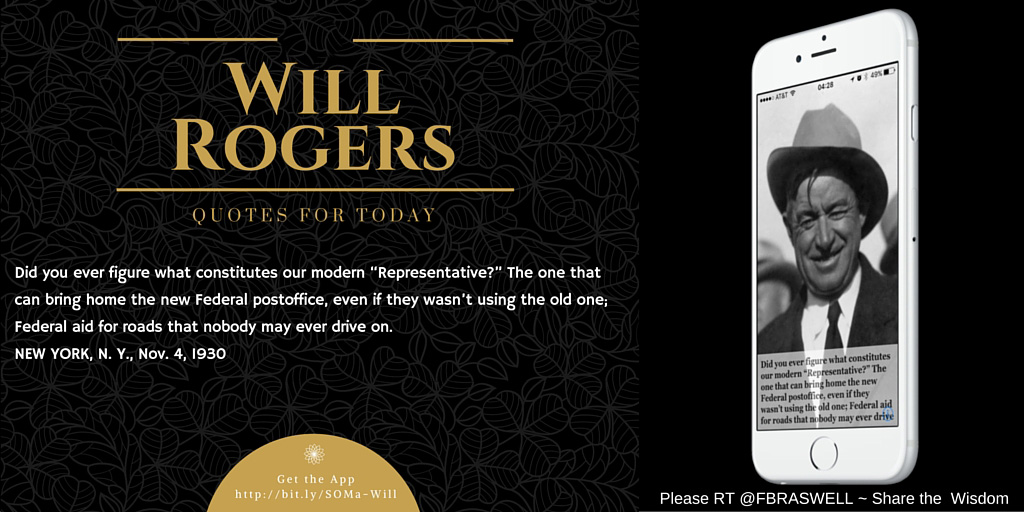 WILL
ROGERS
QUOTES FOR TODAY
Did you ever figure what constitutes our modern “Representative?” The one that
can bring home the new Federal postoffice, even if they wasn’t using the old one;
Federal aid for roads that nobody may ever drive on.
NEW YORK, N. Y., Nov. 4, 1930
Get the App
http://bit.ly/SOMa-Will
AT&T 04:28 49%
Did you ever figure what constitutes
our modern “Representative?” The
one that can bring home the new
Federal postoffice, even if they
wasn’t using the old one; Federal aid
for roads that nobody may ever drive
Please RT @FBRASWELL ~ Share the Wisdom